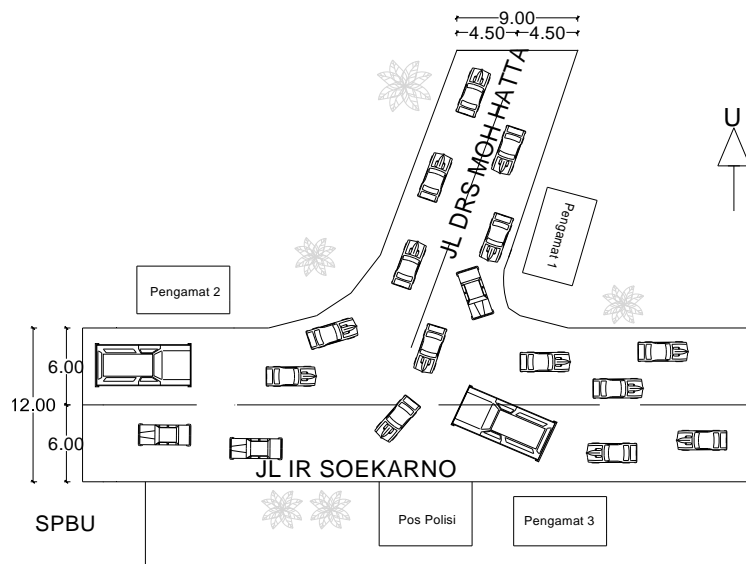 9.00
4.50 4.50
JL DRS MOH HATTA
U
Pengamat 1
Pengamat 2
6.00
12.00
6.00
JL IR SOEKARNO
SPBU
Pos Polisi
Pengamat 3